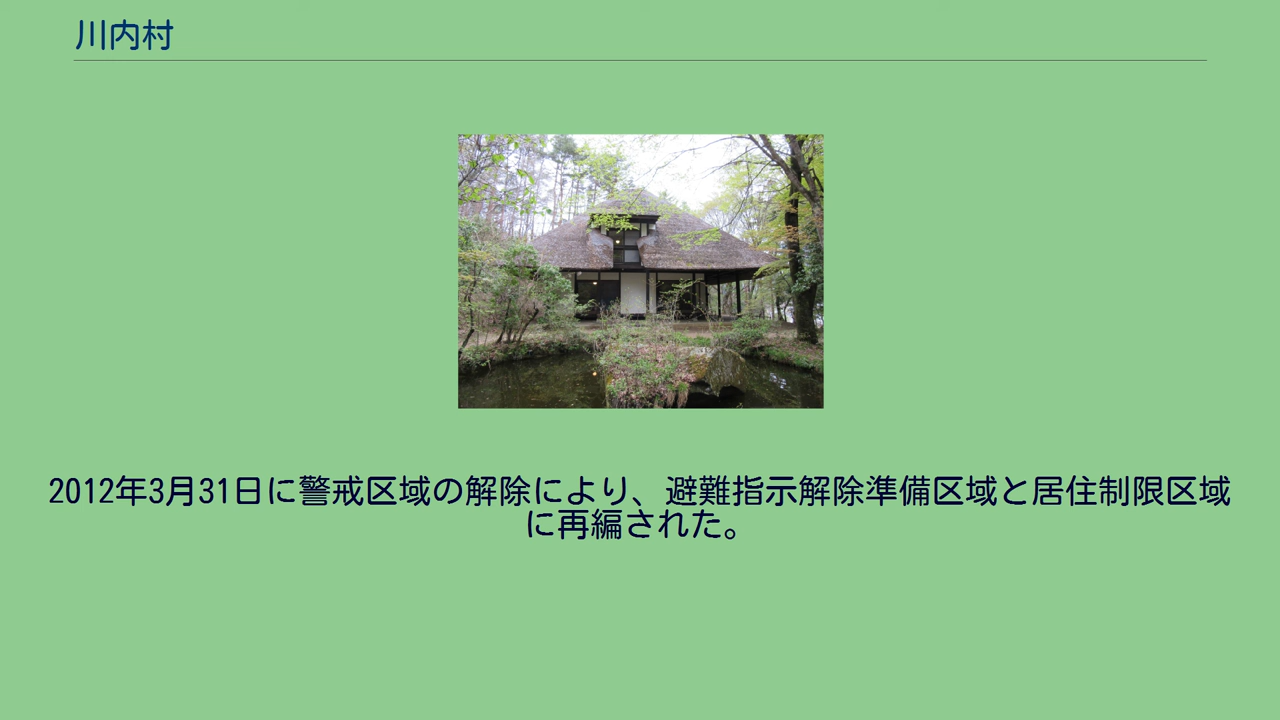 川内村
2012年3月31日に警戒区域の解除により、避難指示解除準備区域と居住制限区域
に再編された。